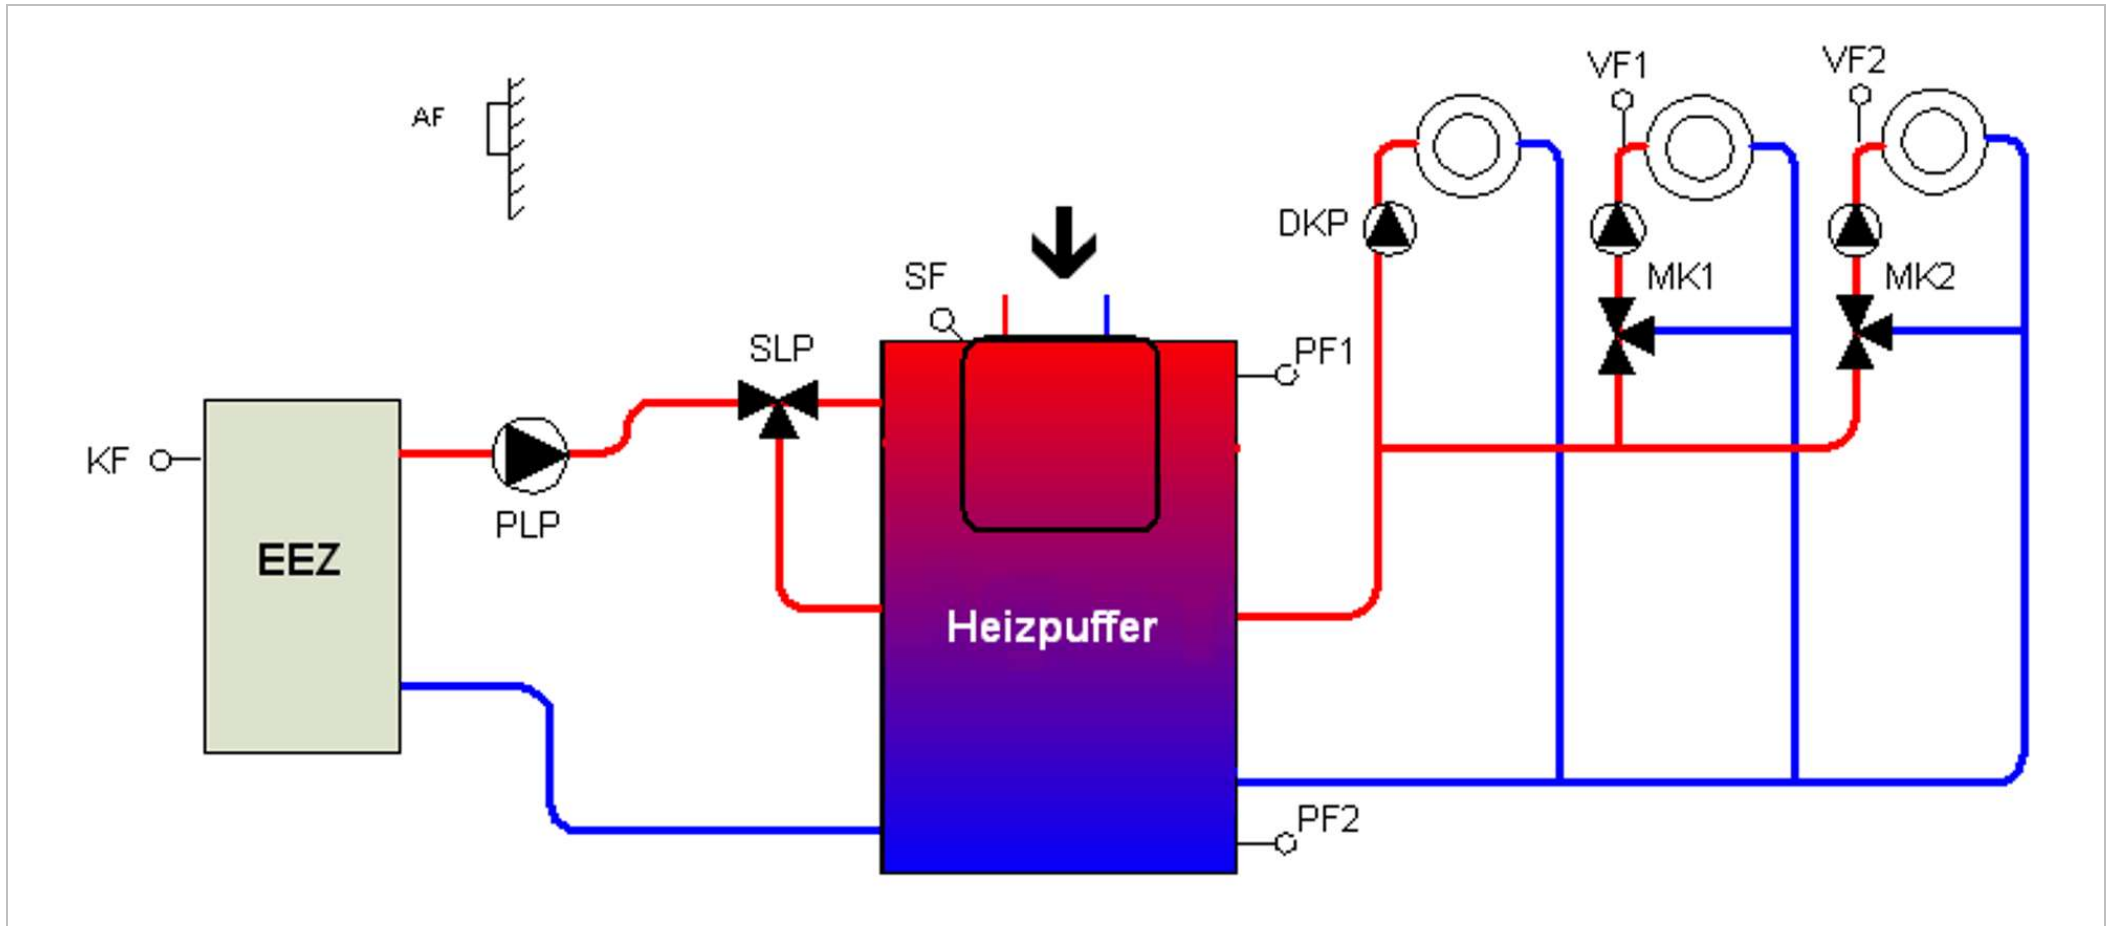 VF1
VF2
AF
DKP
SF
MK1
MK2
SLP
PF1
KF
PLP
EEZ
Heizpuffer
PF2